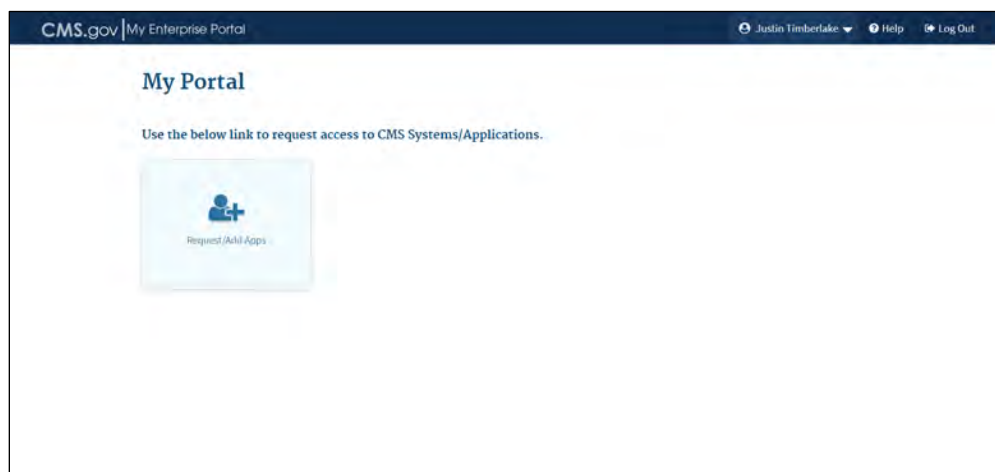 CMS.gov | My Enterprise Portal
Justin Timberlake Help Log Out
My Portal
Use the below link to request access to CMS Systems/Applications.
Request/Add Apps